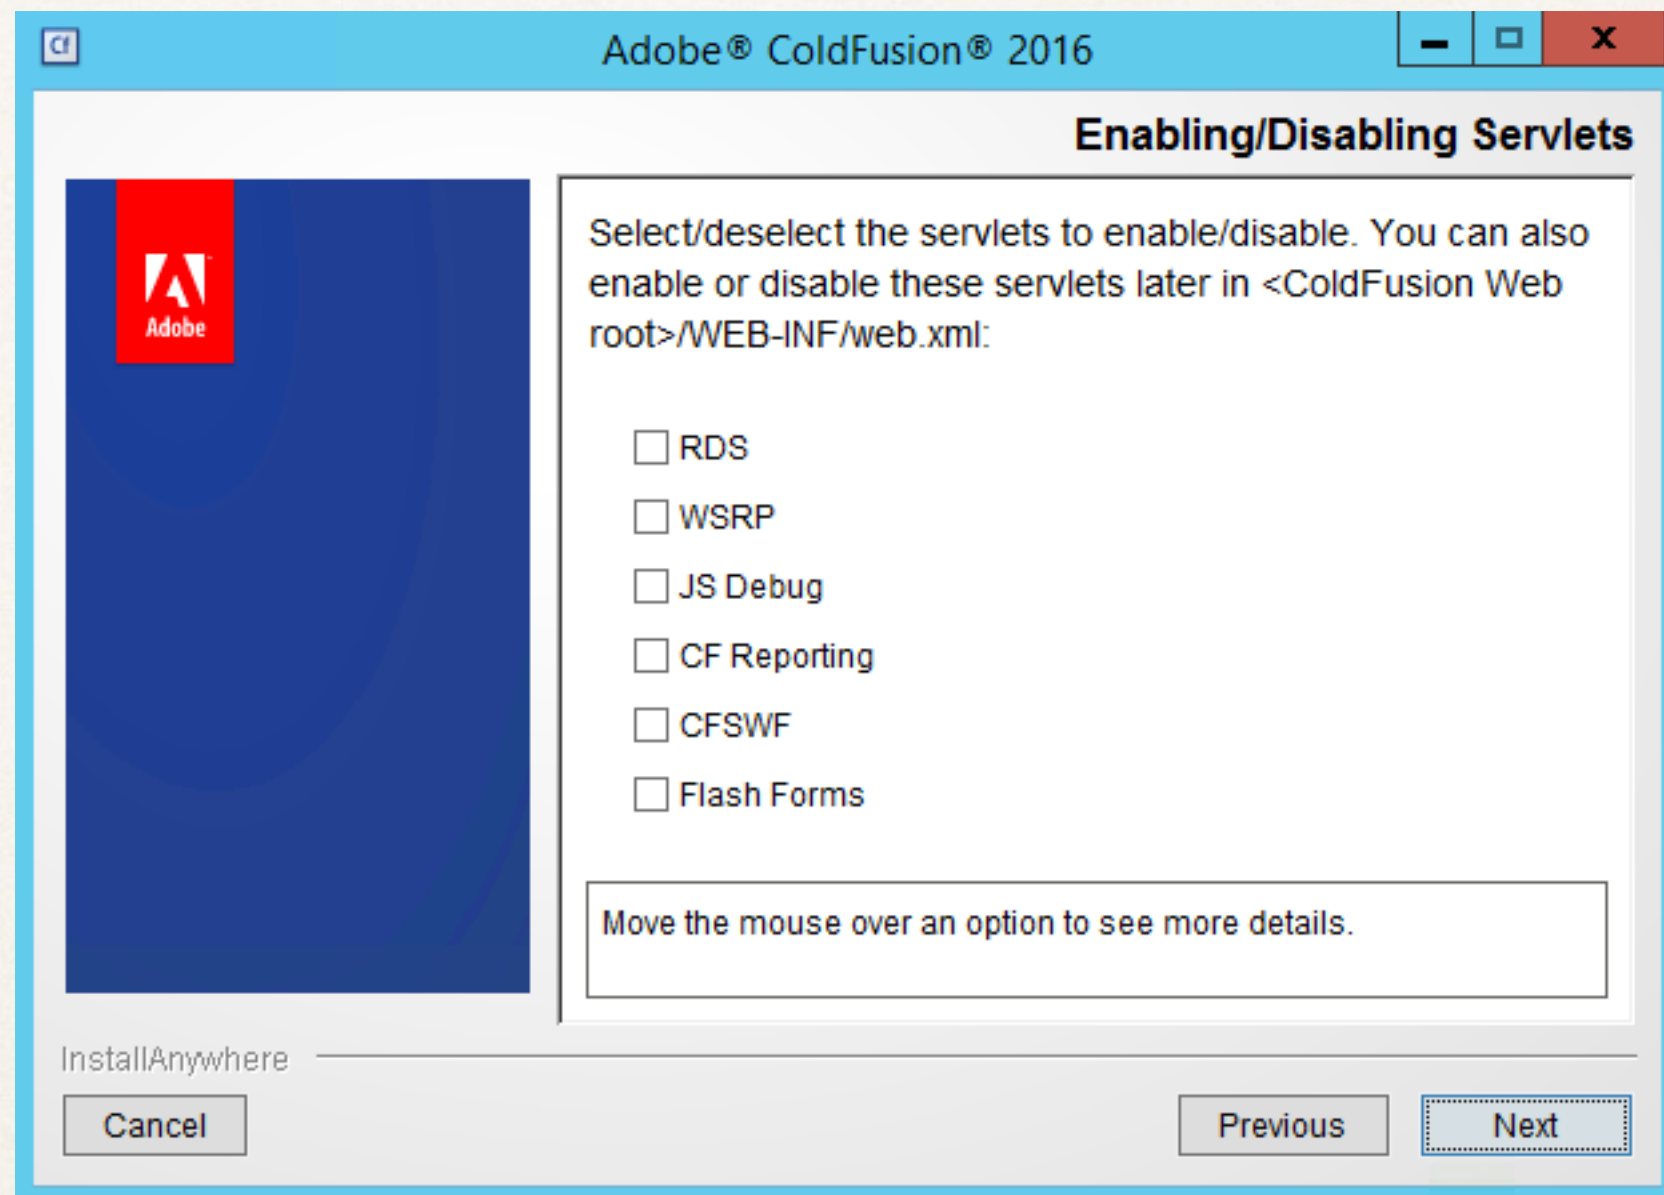 Cf
Adobe® ColdFusion® 2016
Enabling/Disabling Servlets
Adobe
Select/deselect the servlets to enable/disable. You can also
enable or disable these servlets later in <ColdFusion Web
root>/WEB-INF/web.xml:
RDS
WSRP
JS Debug
CF Reporting
CFSWF
Flash Forms
Move the mouse over an option to see more details.
InstallAnywhere
Cancel
Previous
Next